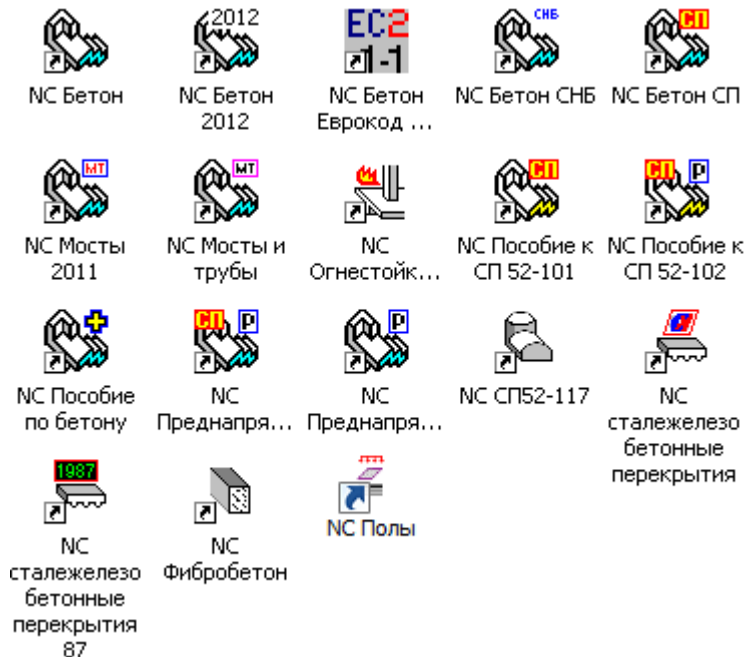 2012
EC2
1-1
СНБ
СП
NC Бетон
NC Бетон
2012
NC Бетон
Еврокод ...
NC Бетон СНБ
NC Бетон СП
МТ
МТ
СП
СП
Р
NC Мосты
2011
NC Мосты и
трубы
NC
Огнестойк...
NC Пособие к
СП 52-101
NC Пособие к
СП 52-102
СП
Р
Р
NC Пособие
по бетону
NC
Преднапря...
NC
Преднапря...
NC СП52-117
NC
сталежелезо
бетонные
перекрытия
1987
NC
сталежелезо
бетонные
перекрытия
87
NC
Фибробетон
NC Полы